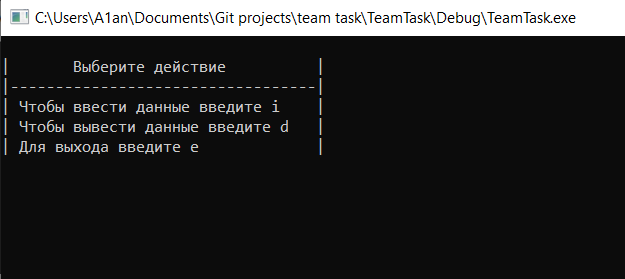 C:\Users\A1an\Documents\Git projects\team task\TeamTask\Debug\TeamTask.exe
|       Выберите действие          |
|----------------------------------|
| Чтобы ввести данные введите i    |
| Чтобы вывести данные введите d   |
| Для выхода введите e             |